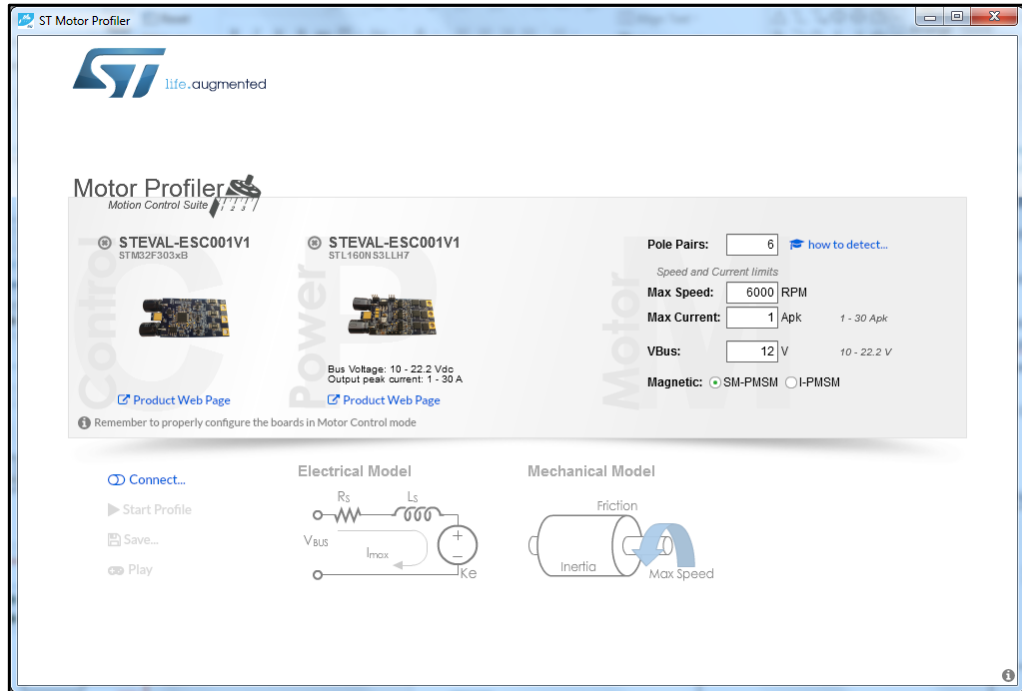 ST Motor Profiler
ST life.augmented
Motor Profiler
Motion Control Suite
1 2 3
Control
C
STEVAL-ESC001V1
STM32F303xB
Product Web Page
Power
P
STEVAL-ESC001V1
STL160NS3LLH7
Bus Voltage: 10 - 22.2 Vdc
Output peak current: 1 - 30 A
Product Web Page
Motor
M
Pole Pairs: 6 how to detect...
Speed and Current limits
Max Speed: 6000 RPM
Max Current: 1 Apk 1 - 30 Apk
VBus: 12 V 10 - 22.2 V
Magnetic: SM-PMSM I-PMSM
Remember to properly configure the boards in Motor Control mode
Connect...
Start Profile
Save...
Play
Electrical Model
Rs Ls
VBUS
Imax
+
−
Ke
Mechanical Model
Friction
Inertia
Max Speed